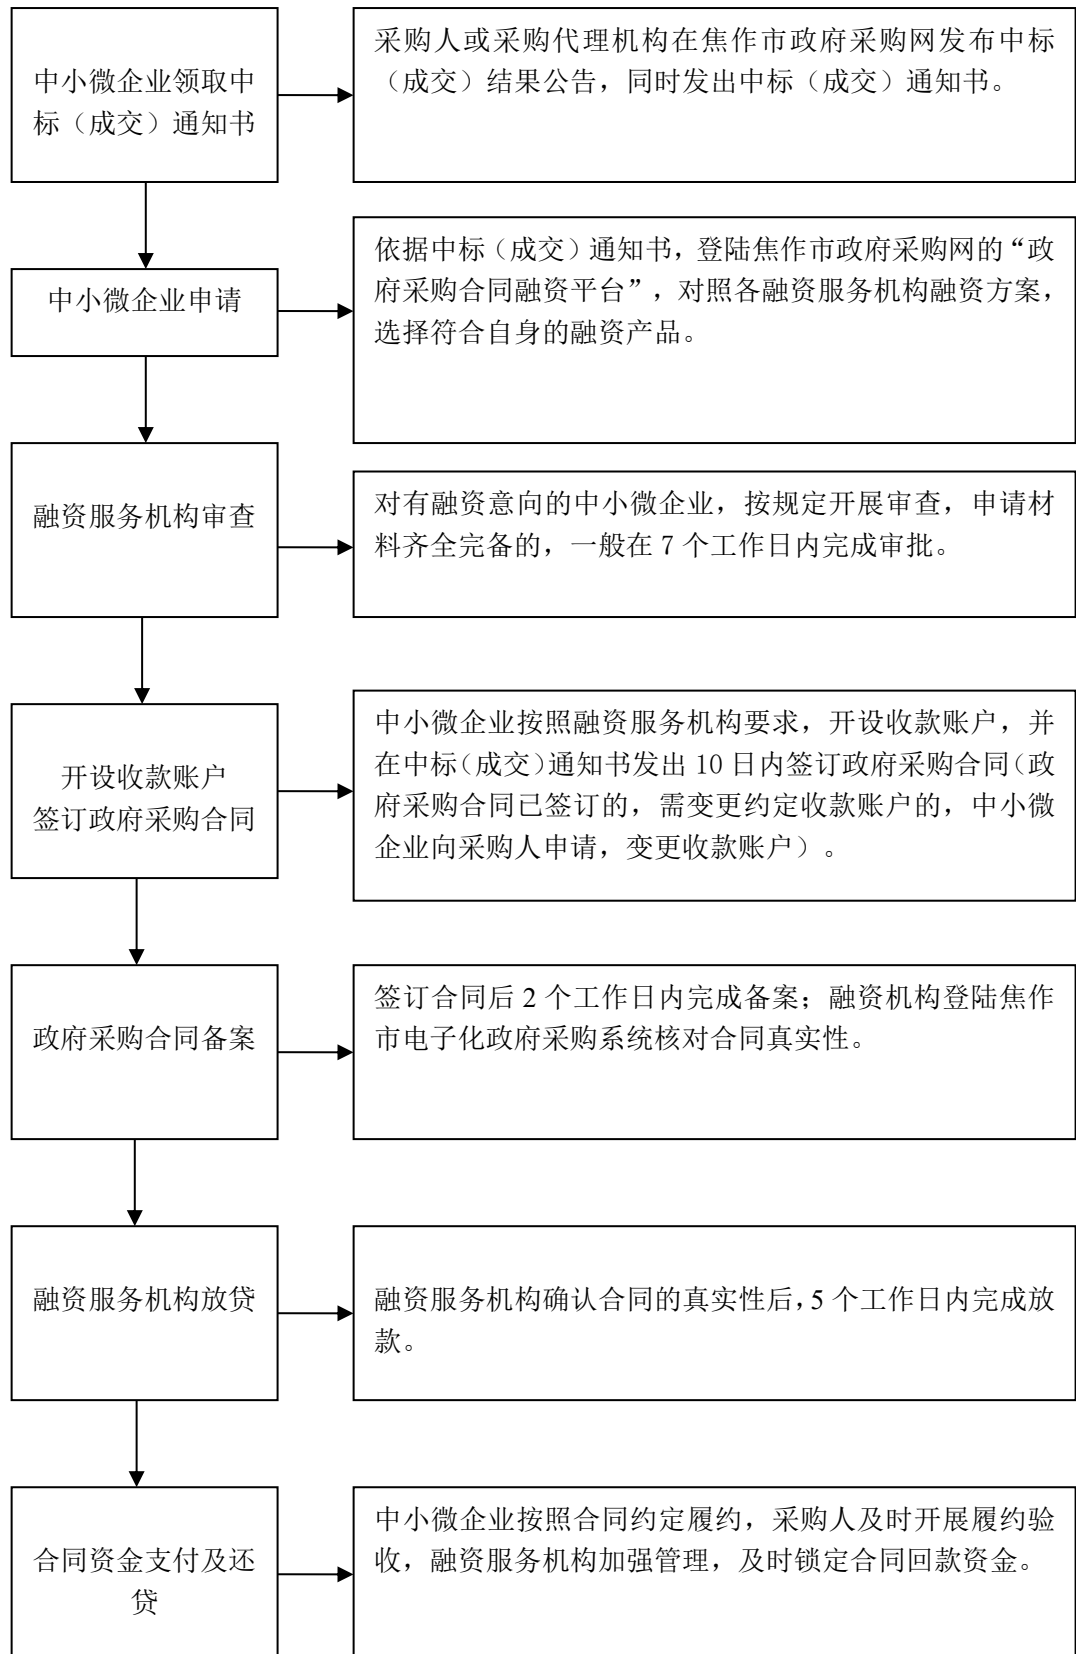 中小微企业领取中
标（成交）通知书
采购人或采购代理机构在焦作市政府采购网发布中标
（成交）结果公告，同时发出中标（成交）通知书。
中小微企业申请
依据中标（成交）通知书，登陆焦作市政府采购网的“政
府采购合同融资平台”，对照各融资服务机构融资方案，
选择符合自身的融资产品。
融资服务机构审查
对有融资意向的中小微企业，按规定开展审查，申请材
料齐全完备的，一般在 7 个工作日内完成审批。
开设收款账户
签订政府采购合同
中小微企业按照融资服务机构要求，开设收款账户，并
在中标（成交）通知书发出 10 日内签订政府采购合同（政
府采购合同已签订的，需变更约定收款账户的，中小微
企业向采购人申请，变更收款账户）。
政府采购合同备案
签订合同后 2 个工作日内完成备案；融资机构登陆焦作
市电子化政府采购系统核对合同真实性。
融资服务机构放贷
融资服务机构确认合同的真实性后，5 个工作日内完成放
款。
合同资金支付及还
贷
中小微企业按照合同约定履约，采购人及时开展履约验
收，融资服务机构加强管理，及时锁定合同回款资金。